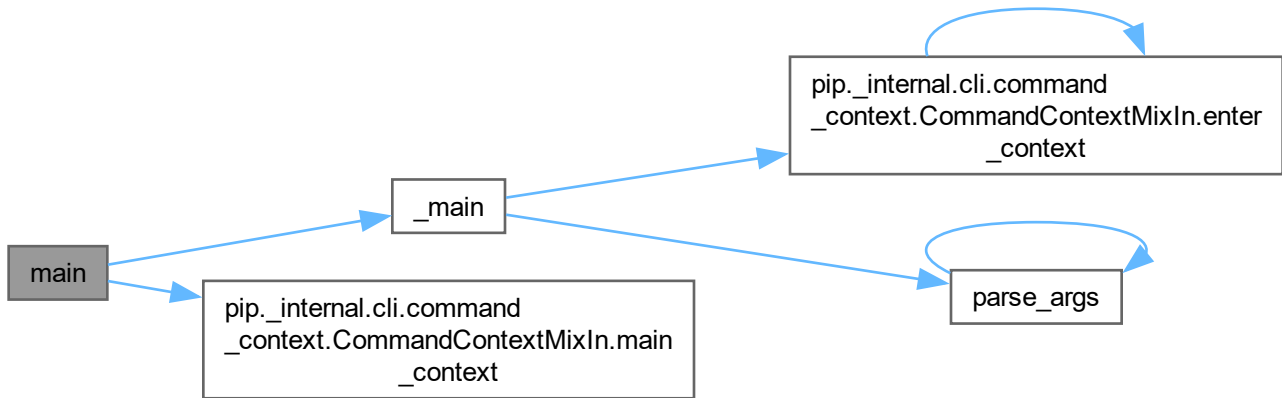 main
_main
pip._internal.cli.command
_context.CommandContextMixIn.main
_context
pip._internal.cli.command
_context.CommandContextMixIn.enter
_context
parse_args